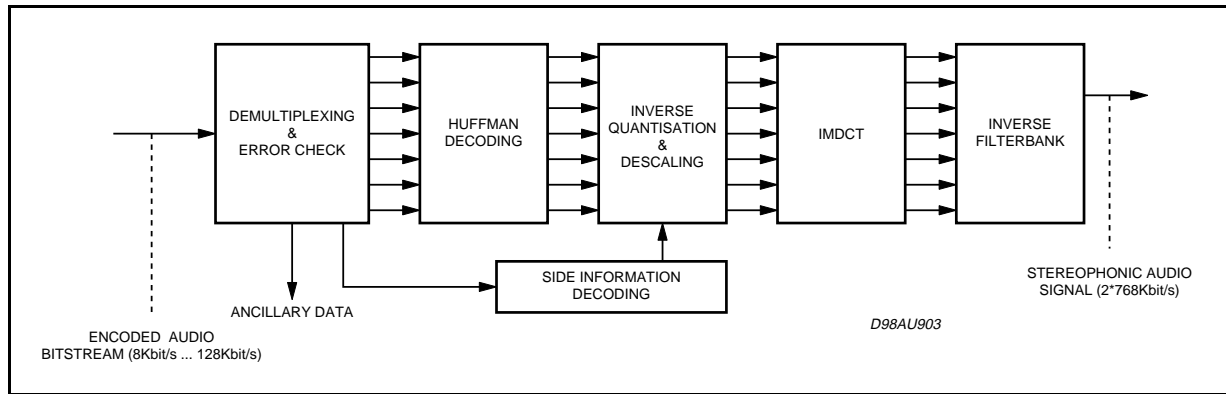 DEMULTIPLEXING
&
ERROR CHECK
HUFFMAN
DECODING
INVERSE
QUANTISATION
&
DESCALING
IMDCT
INVERSE
FILTERBANK
SIDE INFORMATION
DECODING
ANCILLARY DATA
ENCODED AUDIO
BITSTREAM (8Kbit/s ... 128Kbit/s)
STEREOPHONIC AUDIO
SIGNAL (2*768Kbit/s)
D98AU903